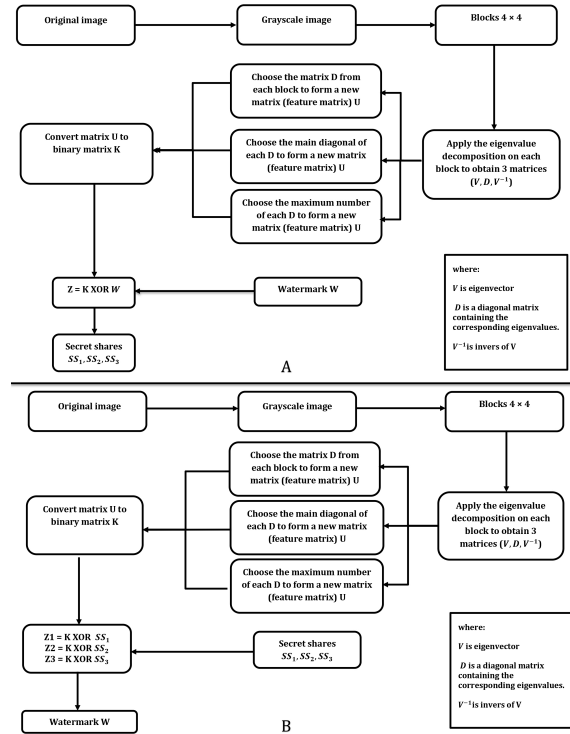 Original image
Grayscale image
Blocks 4 × 4
Choose the matrix D from
each block to form a new
matrix (feature matrix) U
Convert matrix U to
binary matrix K
Choose the main diagonal of
each D to form a new matrix
(feature matrix) U
Apply the eigenvalue
decomposition on each
block to obtain 3 matrices
(V, D, V⁻¹)
Choose the maximum number
of each D to form a new
matrix (feature matrix) U
Z = K XOR W
Watermark W
where:
V is eigenvector
D is a diagonal matrix
containing the
corresponding eigenvalues.
V⁻¹is invers of V
Secret shares
SS₁, SS₂, SS₃
A
Original image
Grayscale image
Blocks 4 × 4
Choose the matrix D from
each block to form a new
matrix (feature matrix) U
Convert matrix U to
binary matrix K
Choose the main diagonal
of each D to form a new
matrix (feature matrix) U
Apply the eigenvalue
decomposition on each
block to obtain 3
matrices (V, D, V⁻¹)
Choose the maximum number
of each D to form a new matrix
(feature matrix) U
Z1 = K XOR SS₁
Z2 = K XOR SS₂
Z3 = K XOR SS₃
Secret shares
SS₁, SS₂, SS₃
where:
V is eigenvector
D is a diagonal matrix
containing the
corresponding eigenvalues.
V⁻¹is invers of V
Watermark W
B